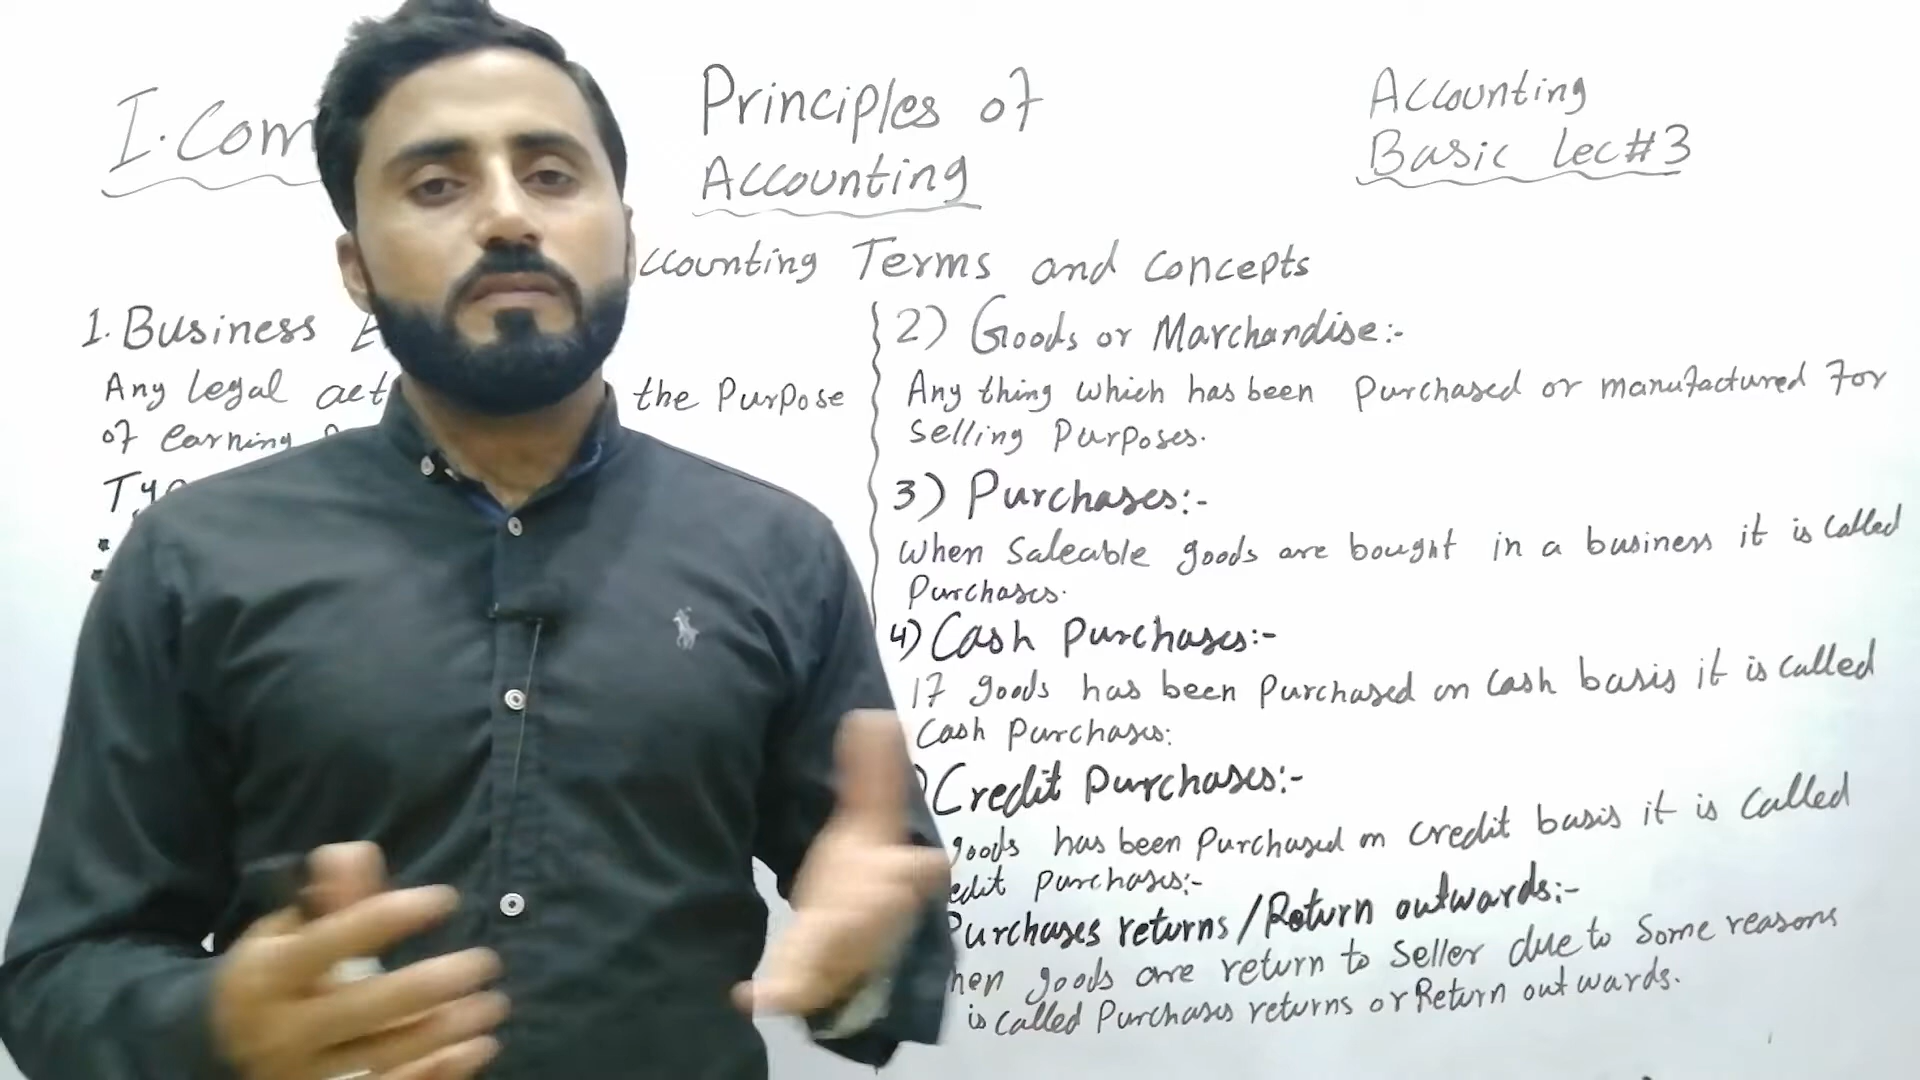 I.Com
Principles of
Accounting
Accounting
Basic Lec#3
ccounting Terms and Concepts
1. Business
Any legal act the Purpose
of earning
2) Goods or Marchandise:-
Any thing which has been Purchased or manufactured for
Selling Purposes.
3) Purchases:-
When Saleable goods are bought in a business it is called
Purchases.
4) Cash Purchases:-
If goods has been Purchased on Cash basis it is called
Cash Purchases:
) Credit Purchases:-
goods has been Purchased on credit basis it is called
edit Purchases:-
Purchases returns/Return outwards:-
hen goods are return to Seller due to Some reasons
is called Purchases returns or Return outwards.